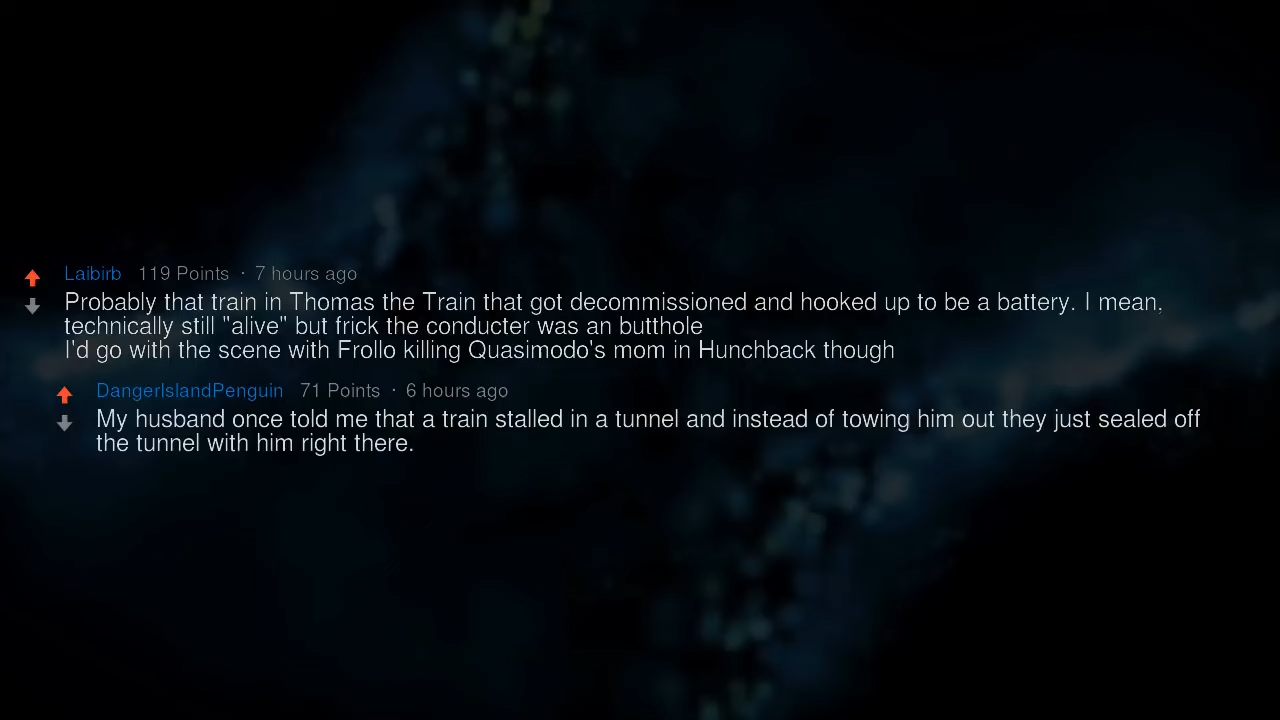 Laibirb 119 Points · 7 hours ago
Probably that train in Thomas the Train that got decommissioned and hooked up to be a battery. I mean,
technically still "alive" but frick the conducter was an butthole
I'd go with the scene with Frollo killing Quasimodo's mom in Hunchback though
DangerIslandPenguin 71 Points · 6 hours ago
My husband once told me that a train stalled in a tunnel and instead of towing him out they just sealed off
the tunnel with him right there.